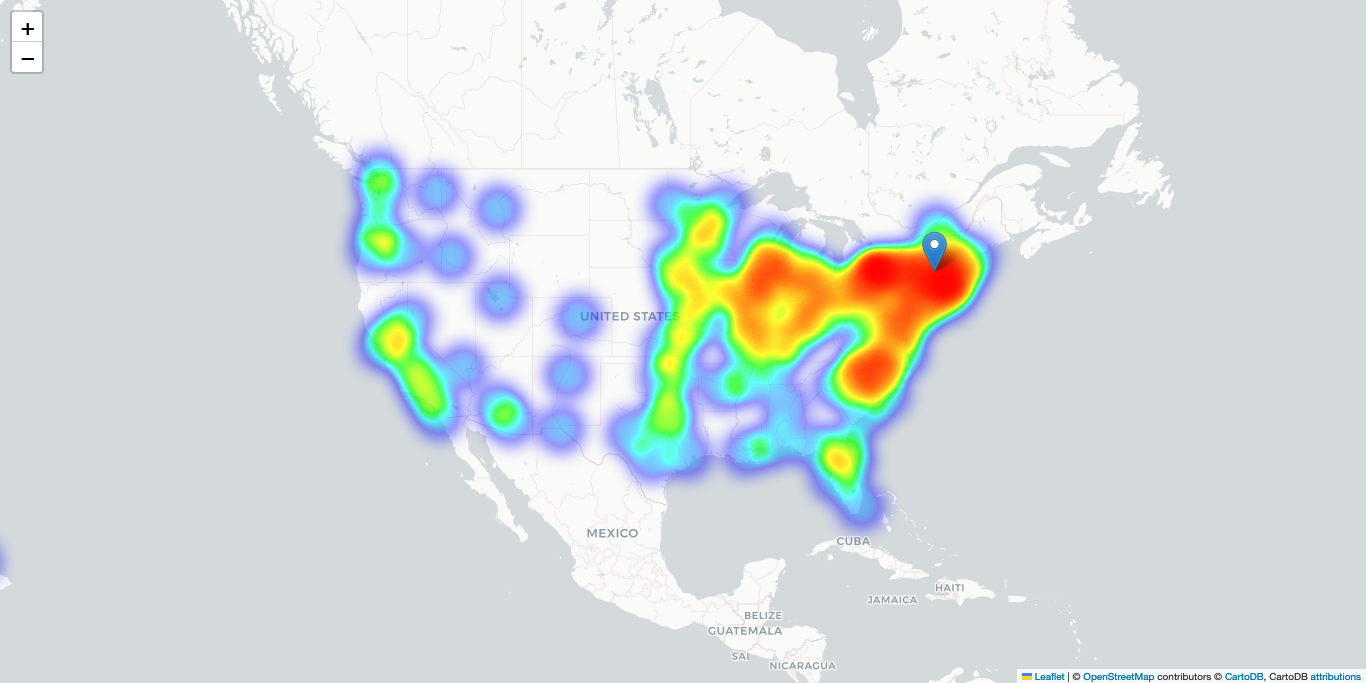 +
−
UNITED STATES
MEXICO
CUBA
HAITI
JAMAICA
BELIZE
GUATEMALA
SAL
NICARAGUA
Leaflet | © OpenStreetMap contributors © CartoDB, CartoDB attributions